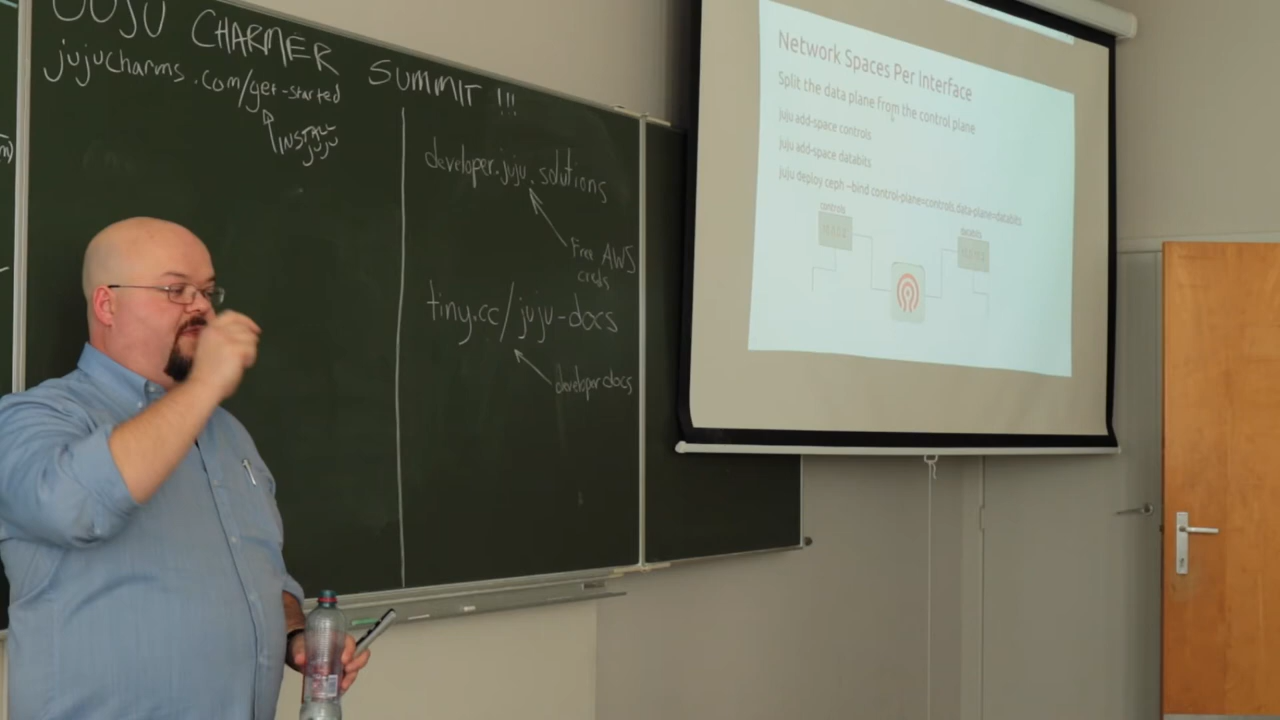 JUJU CHARMER SUMMIT !!!
jujucharms.com/get-started
INSTALL
juju
developer.juju.solutions
Free AWS
creds
tiny.cc/juju-docs
developer docs
Network Spaces Per Interface
Split the data plane from the control plane
juju add-space controls
juju add-space databits
juju deploy ceph --bind control-plane=controls,data-plane=databits
controls
databits